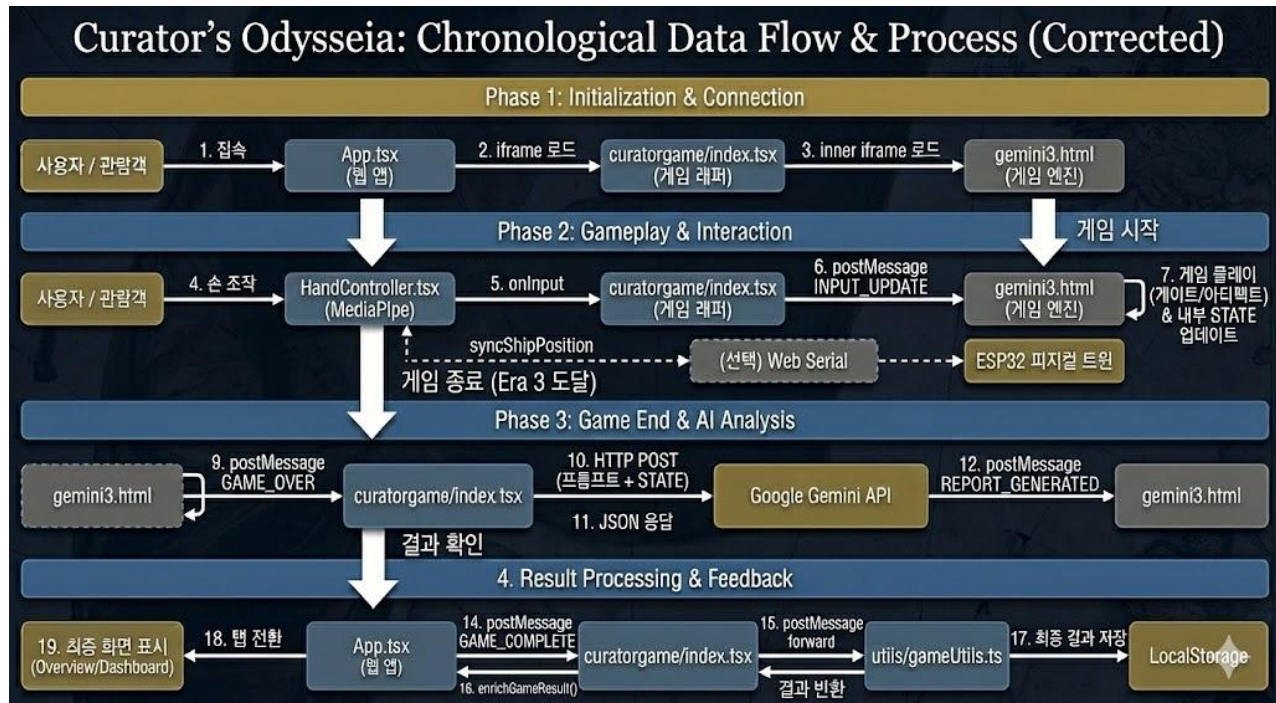 Curator's Odysseia: Chronological Data Flow & Process (Corrected)
Phase 1: Initialization & Connection
사용자 / 관람객
1. 집속
App.tsx
(웹 앱)
2. iframe 로드
curatorgame/index.tsx
(게임 래퍼)
3. inner iframe 로드
gemini3.html
(게임 엔진)
Phase 2: Gameplay & Interaction
게임 시작
사용자 / 관람객
4. 손 조작
HandController.tsx
(MediaPIpe)
5. onInput
curatorgame/index.tsx
(게임 래퍼)
6. postMessage
INPUT_UPDATE
gemini3.html
(게임 엔진)
7. 게임 플레이
(게이트/아티펙트)
& 내부 STATE
업데이트
syncShipPosition
(선택) Web Serial
ESP32 피지컬 트윈
게임 종료 (Era 3 도달)
Phase 3: Game End & AI Analysis
gemini3.html
9. postMessage
GAME_OVER
curatorgame/index.tsx
10. HTTP POST
(프틈프트 + STATE)
11. JSON 응답
Google Gemini API
12. postMessage
REPORT_GENERATED
gemini3.html
결과 확인
4. Result Processing & Feedback
19. 최증 화면 표시
(Overview/Dashboard)
18. 탭 전환
App.tsx
(웹 앱)
14. postMessage
GAME_COMPLETE
16. enrichGameResult()
curatorgame/index.tsx
15. postMessage
forward
결과 빈환
utiis/gameUtils.ts
17. 최증 결과 저장
LocalStorage